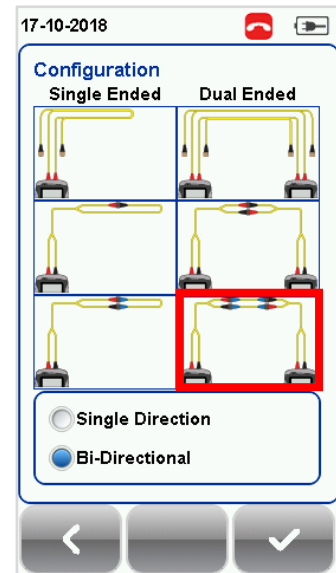 17-10-2018
Configuration
Single Ended Dual Ended
Single Direction
Bi-Directional